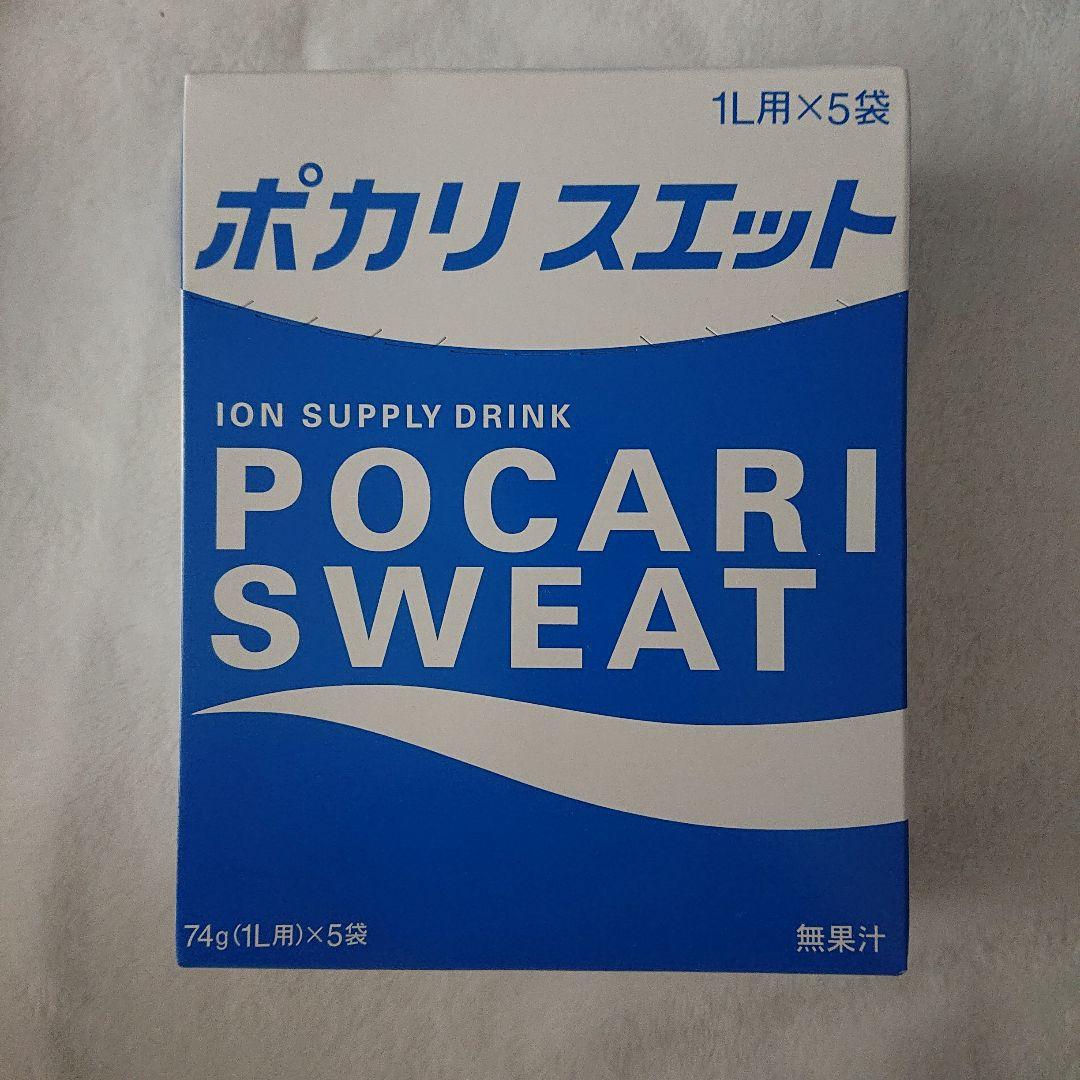 1L用×5袋
ポカリスエット
ION SUPPLY DRINK
POCARI
SWEAT
74g(1L用)×5袋
無果汁